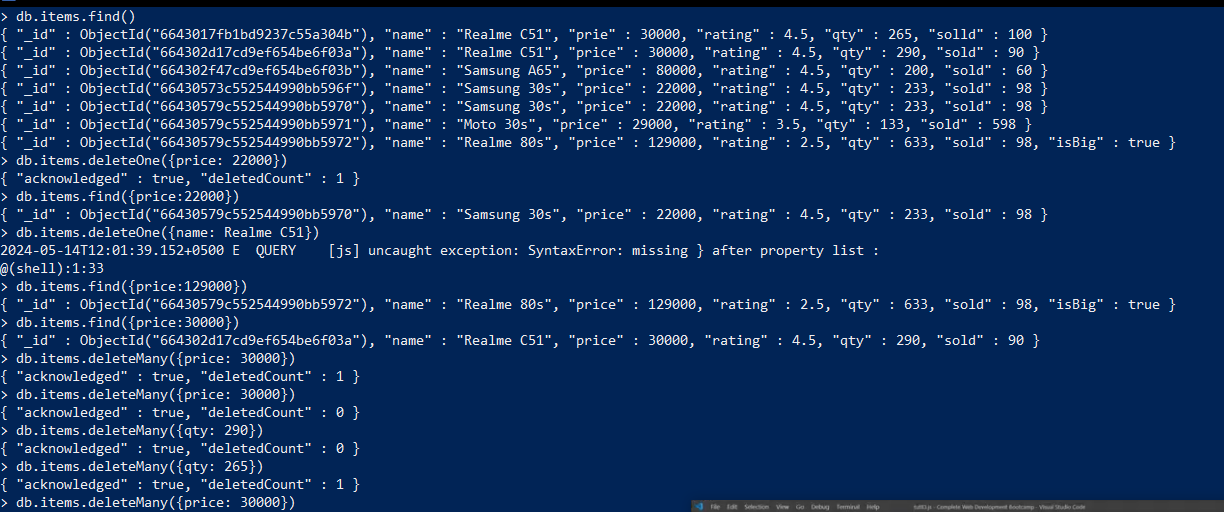 > db.items.find()
{ "_id" : ObjectId("6643017fb1bd9237c55a304b"), "name" : "Realme C51", "prie" : 30000, "rating" : 4.5, "qty" : 265, "solld" : 100 }
{ "_id" : ObjectId("664302d17cd9ef654be6f03a"), "name" : "Realme C51", "price" : 30000, "rating" : 4.5, "qty" : 290, "sold" : 90 }
{ "_id" : ObjectId("664302f47cd9ef654be6f03b"), "name" : "Samsung A65", "price" : 80000, "rating" : 4.5, "qty" : 200, "sold" : 60 }
{ "_id" : ObjectId("66430573c552544990bb596f"), "name" : "Samsung 30s", "price" : 22000, "rating" : 4.5, "qty" : 233, "sold" : 98 }
{ "_id" : ObjectId("66430579c552544990bb5970"), "name" : "Samsung 30s", "price" : 22000, "rating" : 4.5, "qty" : 233, "sold" : 98 }
{ "_id" : ObjectId("66430579c552544990bb5971"), "name" : "Moto 30s", "price" : 29000, "rating" : 3.5, "qty" : 133, "sold" : 598 }
{ "_id" : ObjectId("66430579c552544990bb5972"), "name" : "Realme 80s", "price" : 129000, "rating" : 2.5, "qty" : 633, "sold" : 98, "isBig" : true }
> db.items.deleteOne({price: 22000})
{ "acknowledged" : true, "deletedCount" : 1 }
> db.items.find({price:22000})
{ "_id" : ObjectId("66430579c552544990bb5970"), "name" : "Samsung 30s", "price" : 22000, "rating" : 4.5, "qty" : 233, "sold" : 98 }
> db.items.deleteOne({name: Realme C51})
2024-05-14T12:01:39.152+0500 E  QUERY    [js] uncaught exception: SyntaxError: missing } after property list :
@(shell):1:33
> db.items.find({price:129000})
{ "_id" : ObjectId("66430579c552544990bb5972"), "name" : "Realme 80s", "price" : 129000, "rating" : 2.5, "qty" : 633, "sold" : 98, "isBig" : true }
> db.items.find({price:30000})
{ "_id" : ObjectId("664302d17cd9ef654be6f03a"), "name" : "Realme C51", "price" : 30000, "rating" : 4.5, "qty" : 290, "sold" : 90 }
> db.items.deleteMany({price: 30000})
{ "acknowledged" : true, "deletedCount" : 1 }
> db.items.deleteMany({price: 30000})
{ "acknowledged" : true, "deletedCount" : 0 }
> db.items.deleteMany({qty: 290})
{ "acknowledged" : true, "deletedCount" : 0 }
> db.items.deleteMany({qty: 265})
{ "acknowledged" : true, "deletedCount" : 1 }
> db.items.deleteMany({price: 30000})
File Edit Selection View Go Debug Terminal Help - Complete Web Development Bootcamp - Visual Studio Code